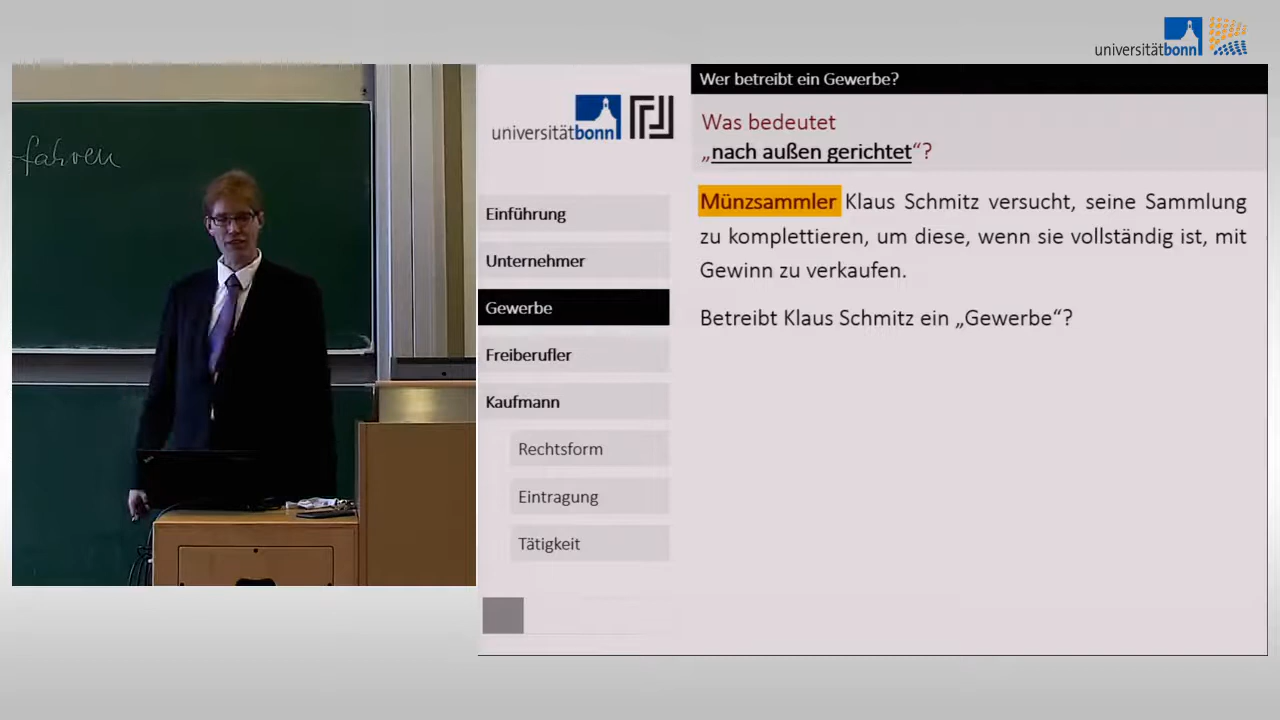 universitätbonn
fahren
universitätbonn
Einführung
Unternehmer
Gewerbe
Freiberufler
Kaufmann
Rechtsform
Eintragung
Tätigkeit
Wer betreibt ein Gewerbe?
Was bedeutet
„nach außen gerichtet“?
Münzsammler Klaus Schmitz versucht, seine Sammlung
zu komplettieren, um diese, wenn sie vollständig ist, mit
Gewinn zu verkaufen.
Betreibt Klaus Schmitz ein „Gewerbe“?